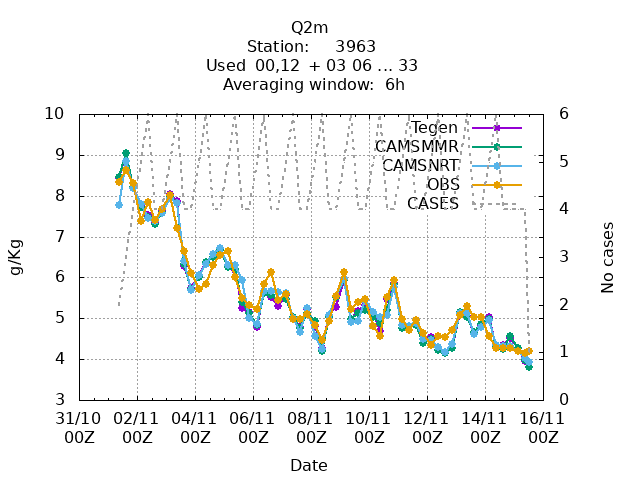 Q2m
Station: 3963
Used 00,12 + 03 06 ... 33
Averaging window: 6h
10
9
8
7
6
5
4
3
g/Kg
6
5
4
3
2
1
0
No cases
Tegen
CAMSMMR
CAMSNRT
OBS
CASES
31/10 02/11 04/11 06/11 08/11 10/11 12/11 14/11 16/11
00Z 00Z 00Z 00Z 00Z 00Z 00Z 00Z 00Z
Date